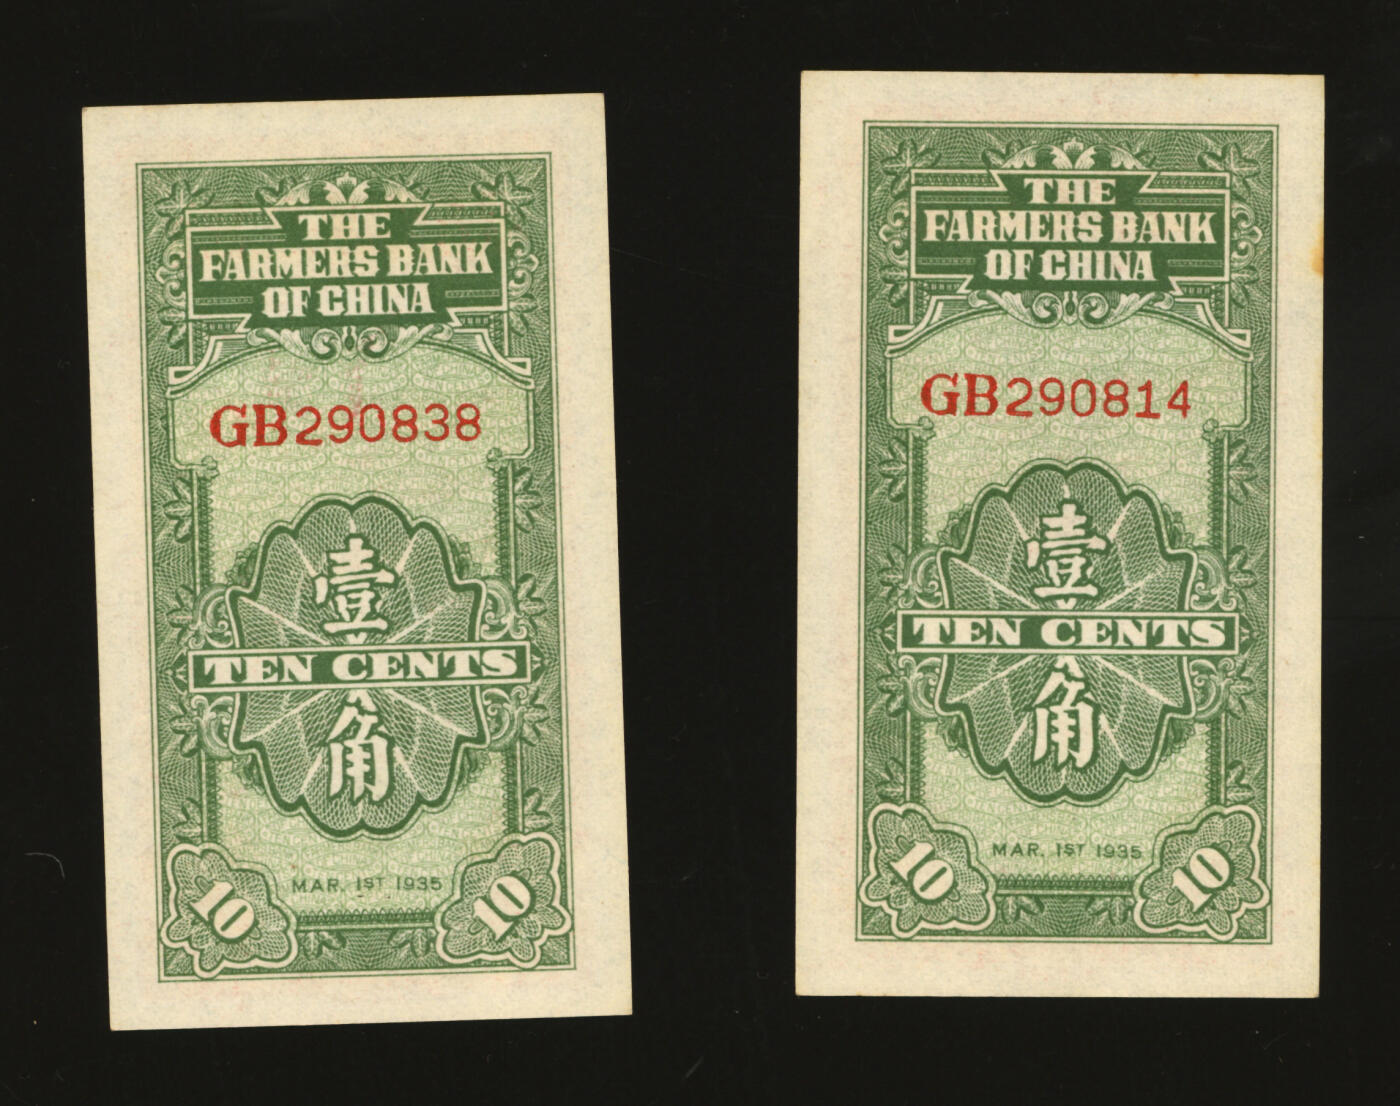 THE
FARMERS BANK
OF CHINA
GB290838
壹
TEN CENTS
角
MAR. 1ST 1935
10
10
THE
FARMERS BANK
OF CHINA
GB290814
壹
TEN CENTS
角
MAR. 1ST 1935
10
10